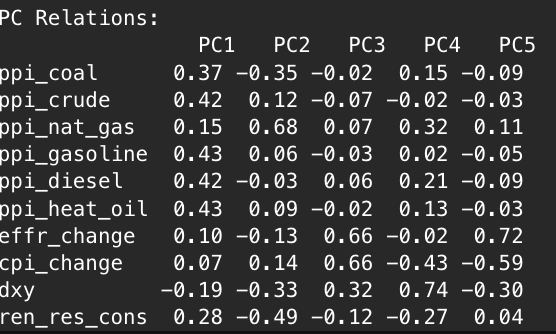 PC Relations:
PC1 PC2 PC3 PC4 PC5
ppi_coal 0.37 -0.35 -0.02 0.15 -0.09
ppi_crude 0.42 0.12 -0.07 -0.02 -0.03
ppi_nat_gas 0.15 0.68 0.07 0.32 0.11
ppi_gasoline 0.43 0.06 -0.03 0.02 -0.05
ppi_diesel 0.42 -0.03 0.06 0.21 -0.09
ppi_heat_oil 0.43 0.09 -0.02 0.13 -0.03
effr_change 0.10 -0.13 0.66 -0.02 0.72
cpi_change 0.07 0.14 0.66 -0.43 -0.59
dxy -0.19 -0.33 0.32 0.74 -0.30
ren_res_cons 0.28 -0.49 -0.12 -0.27 0.04